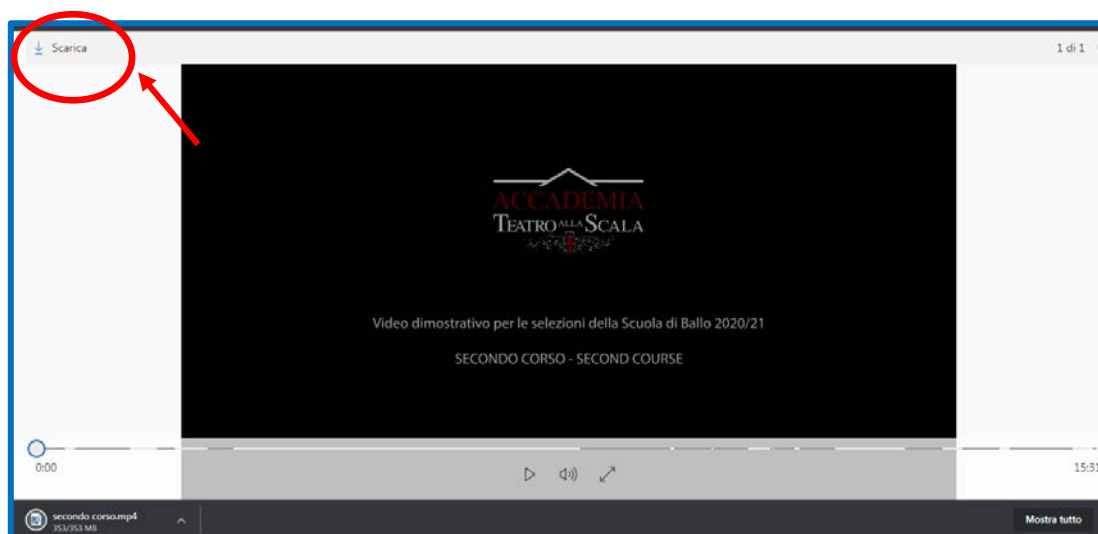 Scarica
1 di 1
ACCADEMIA
TEATRO ALLA SCALA
Video dimostrativo per le selezioni della Scuola di Ballo 2020/21
SECONDO CORSO - SECOND COURSE
0:00
15:31
secondo corso.mp4
353/353 MB
Mostra tutto